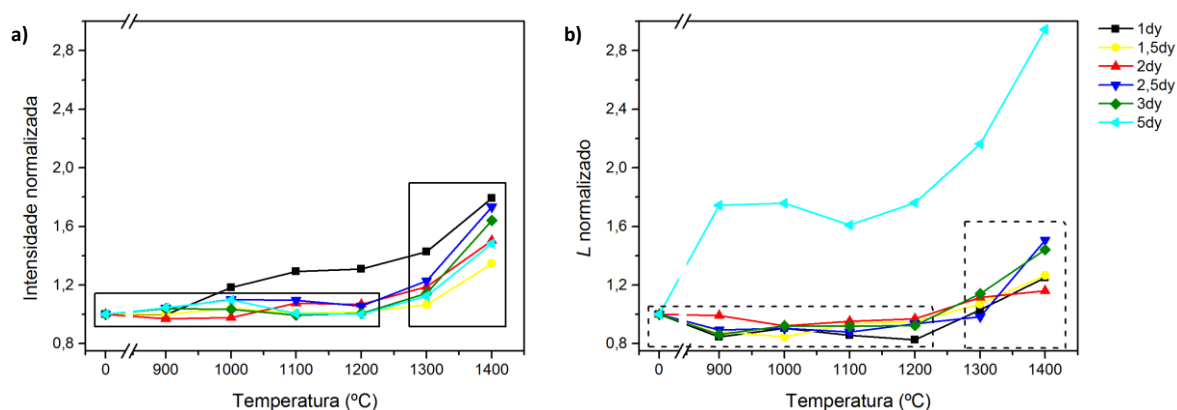 a)
Intensidade normalizada
2,8
2,4
2,0
1,6
1,2
0,8
0
900
1000
1100
1200
1300
1400
Temperatura (ºC)
b)
L normalizado
2,8
2,4
2,0
1,6
1,2
0,8
0
900
1000
1100
1200
1300
1400
Temperatura (ºC)
1dy
1,5dy
2dy
2,5dy
3dy
5dy